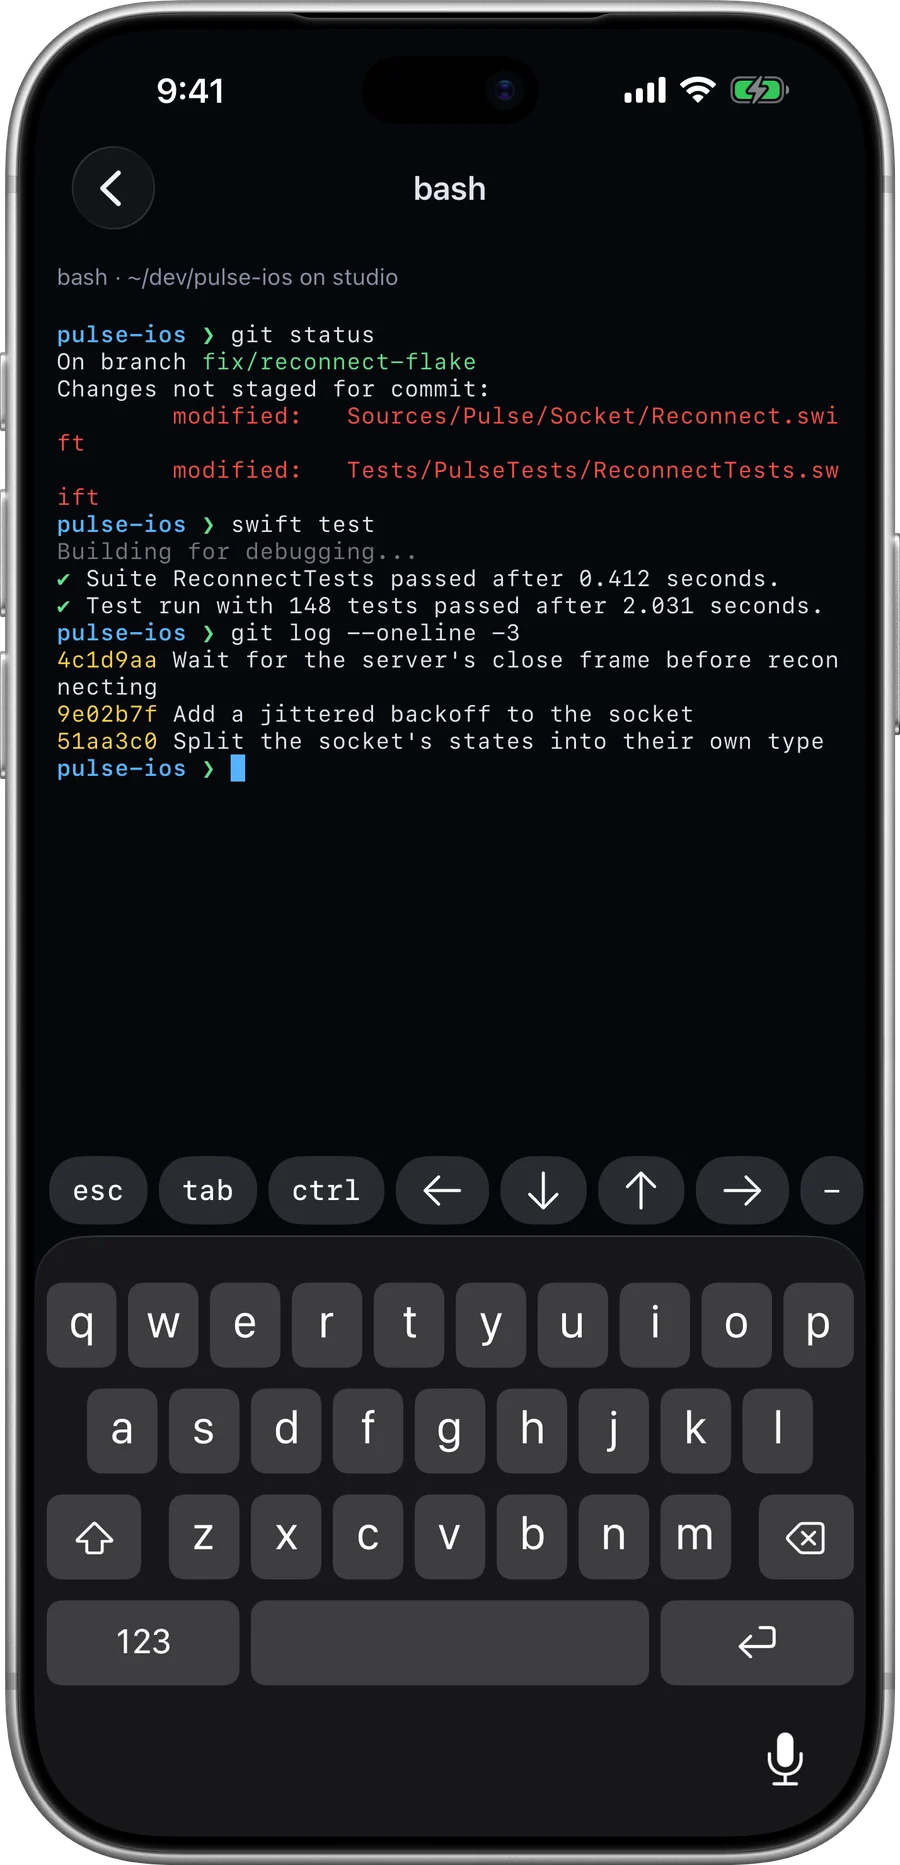 9:41
bash
bash · ~/dev/pulse-ios on studio
pulse-ios ❯ git status
On branch fix/reconnect-flake
Changes not staged for commit:
modified:   Sources/Pulse/Socket/Reconnect.swi
ft
modified:   Tests/PulseTests/ReconnectTests.sw
ift
pulse-ios ❯ swift test
Building for debugging...
✔ Suite ReconnectTests passed after 0.412 seconds.
✔ Test run with 148 tests passed after 2.031 seconds.
pulse-ios ❯ git log --oneline -3
4c1d9aa Wait for the server's close frame before recon
necting
9e02b7f Add a jittered backoff to the socket
51aa3c0 Split the socket's states into their own type
pulse-ios ❯
esc tab ctrl ← ↓ ↑ → -
q w e r t y u i o p
a s d f g h j k l
z x c v b n m
123